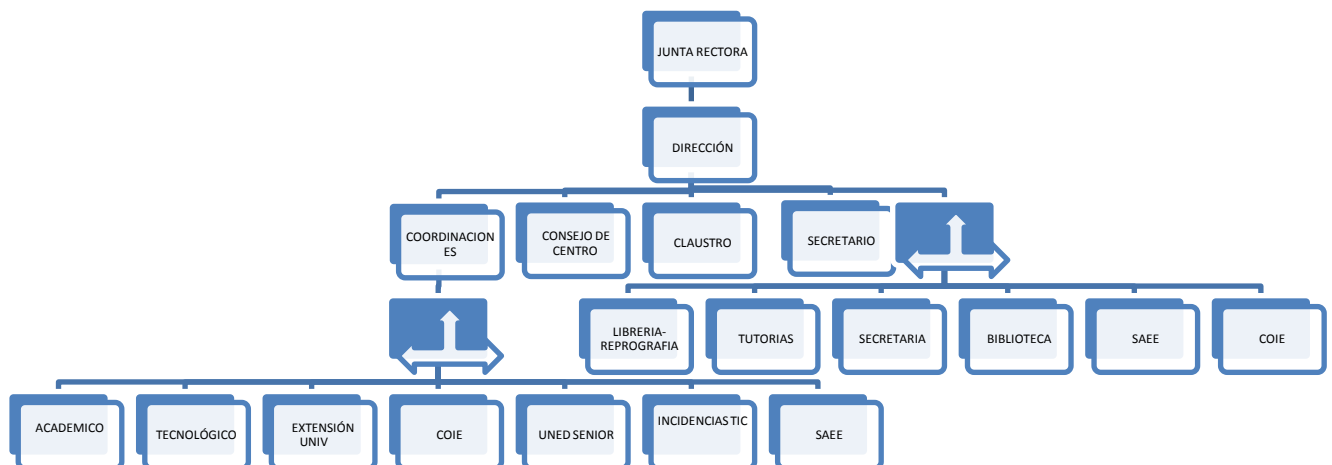 JUNTA RECTORA
DIRECCIÓN
COORDINACION
ES
CONSEJO DE
CENTRO
CLAUSTRO
SECRETARIO
LIBRERIA-
REPROGRAFIA
TUTORIAS
SECRETARIA
BIBLIOTECA
SAEE
COIE
ACADEMICO
TECNOLÓGICO
EXTENSIÓN
UNIV
COIE
UNED SENIOR
INCIDENCIAS TIC
SAEE